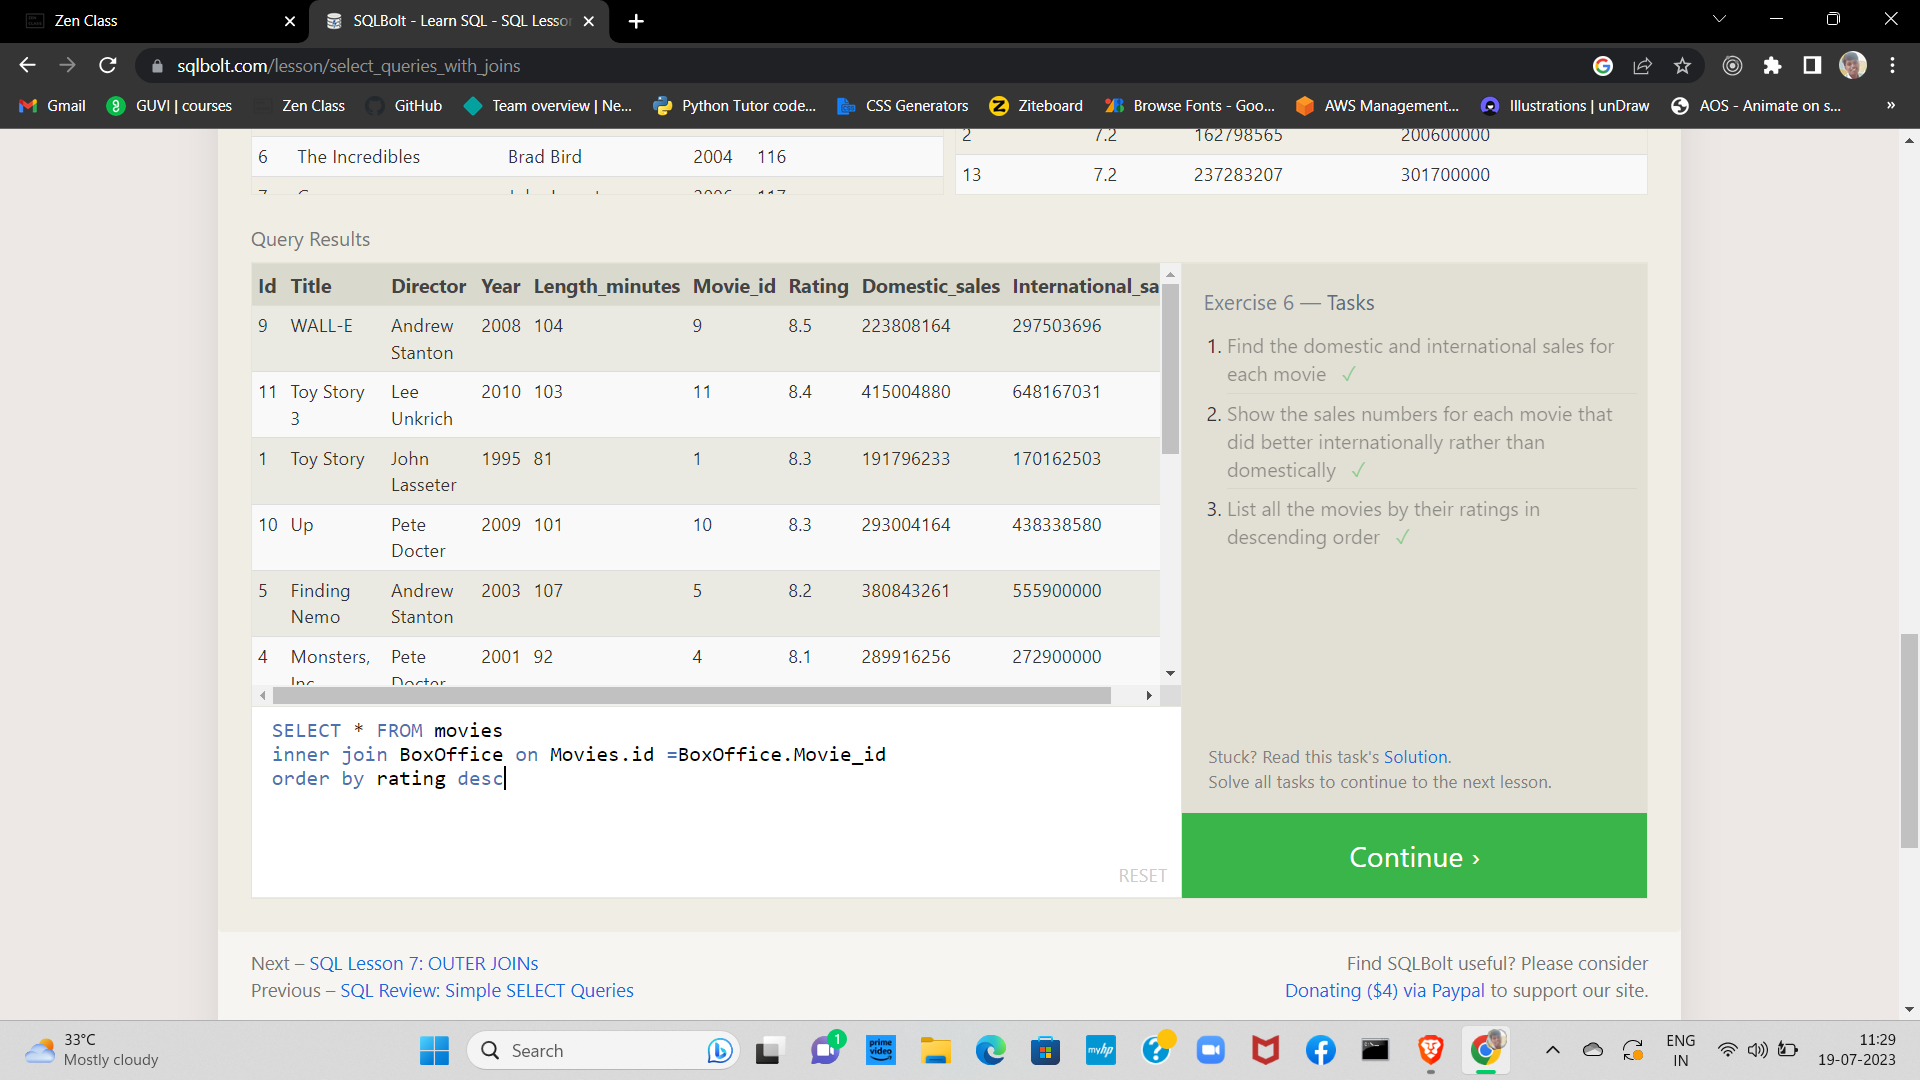 Zen Class
SQLBolt - Learn SQL - SQL Lesson
sqlbolt.com/lesson/select_queries_with_joins
Gmail GUVI | courses Zen Class GitHub Team overview | Ne... Python Tutor code... CSS Generators Ziteboard Browse Fonts - Goo... AWS Management... Illustrations | unDraw AOS - Animate on s... »
6 The Incredibles Brad Bird 2004 116
2 7.2 162798565 200600000
13 7.2 237283207 301700000
Query Results
Id Title Director Year Length_minutes Movie_id Rating Domestic_sales International_sa
9 WALL-E Andrew Stanton 2008 104 9 8.5 223808164 297503696
11 Toy Story 3 Lee Unkrich 2010 103 11 8.4 415004880 648167031
1 Toy Story John Lasseter 1995 81 1 8.3 191796233 170162503
10 Up Pete Docter 2009 101 10 8.3 293004164 438338580
5 Finding Nemo Andrew Stanton 2003 107 5 8.2 380843261 555900000
4 Monsters, Inc. Pete Docter 2001 92 4 8.1 289916256 272900000
Exercise 6 — Tasks
1. Find the domestic and international sales for
each movie ✓
2. Show the sales numbers for each movie that
did better internationally rather than
domestically ✓
3. List all the movies by their ratings in
descending order ✓
Stuck? Read this task's Solution.
Solve all tasks to continue to the next lesson.
Continue ›
SELECT * FROM movies
inner join BoxOffice on Movies.id =BoxOffice.Movie_id
order by rating desc
RESET
Next – SQL Lesson 7: OUTER JOINs
Previous – SQL Review: Simple SELECT Queries
Find SQLBolt useful? Please consider
Donating ($4) via Paypal to support our site.
33°C
Mostly cloudy
Search
1
prime video
myhp
ENG
IN
11:29
19-07-2023